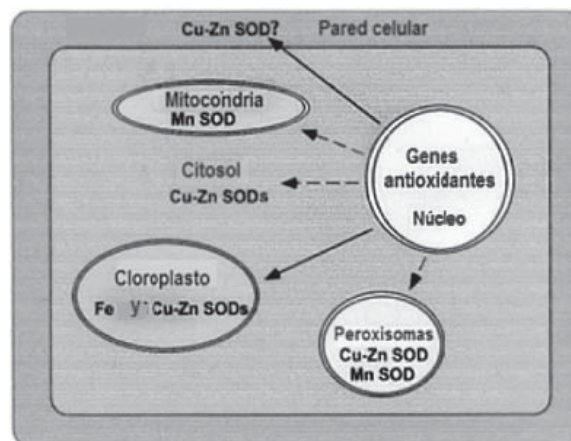 Cu-Zn SOD?
Pared celular
Mitocondria
Mn SOD
Citosol
Cu-Zn SODs
Genes
antioxidantes
Núcleo
Cloroplasto
Fe y Cu-Zn SODs
Peroxisomas
Cu-Zn SOD
Mn SOD